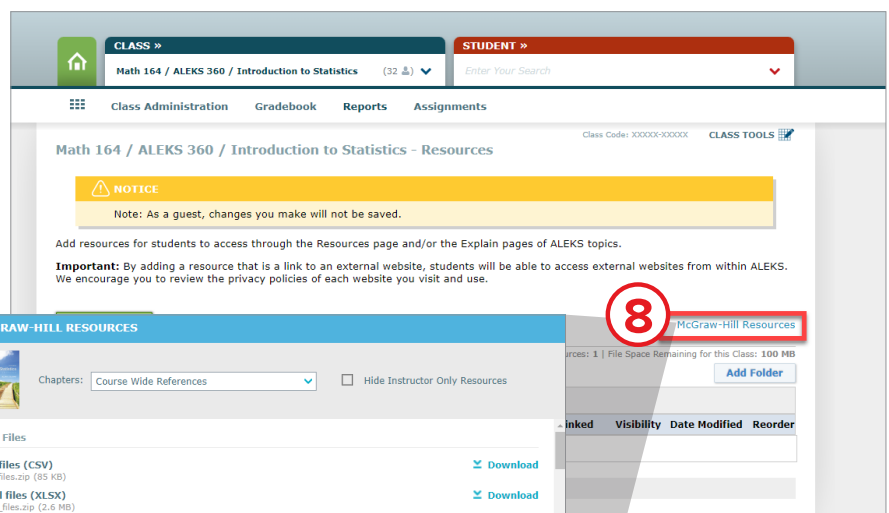 CLASS »
STUDENT »
Math 164 / ALEKS 360 / Introduction to Statistics (32)
Enter Your Search
Class Administration Gradebook Reports Assignments
Class Code: XXXXX-XXXXX CLASS TOOLS
Math 164 / ALEKS 360 / Introduction to Statistics - Resources
NOTICE
Note: As a guest, changes you make will not be saved.
Add resources for students to access through the Resources page and/or the Explain pages of ALEKS topics.
Important: By adding a resource that is a link to an external website, students will be able to access external websites from within ALEKS.
We encourage you to review the privacy policies of each website you visit and use.
8
McGraw-Hill Resources
RAW-HILL RESOURCES
urces: 1 | File Space Remaining for this Class: 100 MB
Chapters: Course Wide References Hide Instructor Only Resources
Add Folder
inked Visibility Date Modified Reorder
Files
files (CSV) Download
files.zip (85 KB)
l files (XLSX) Download
_files.zip (2.6 MB)